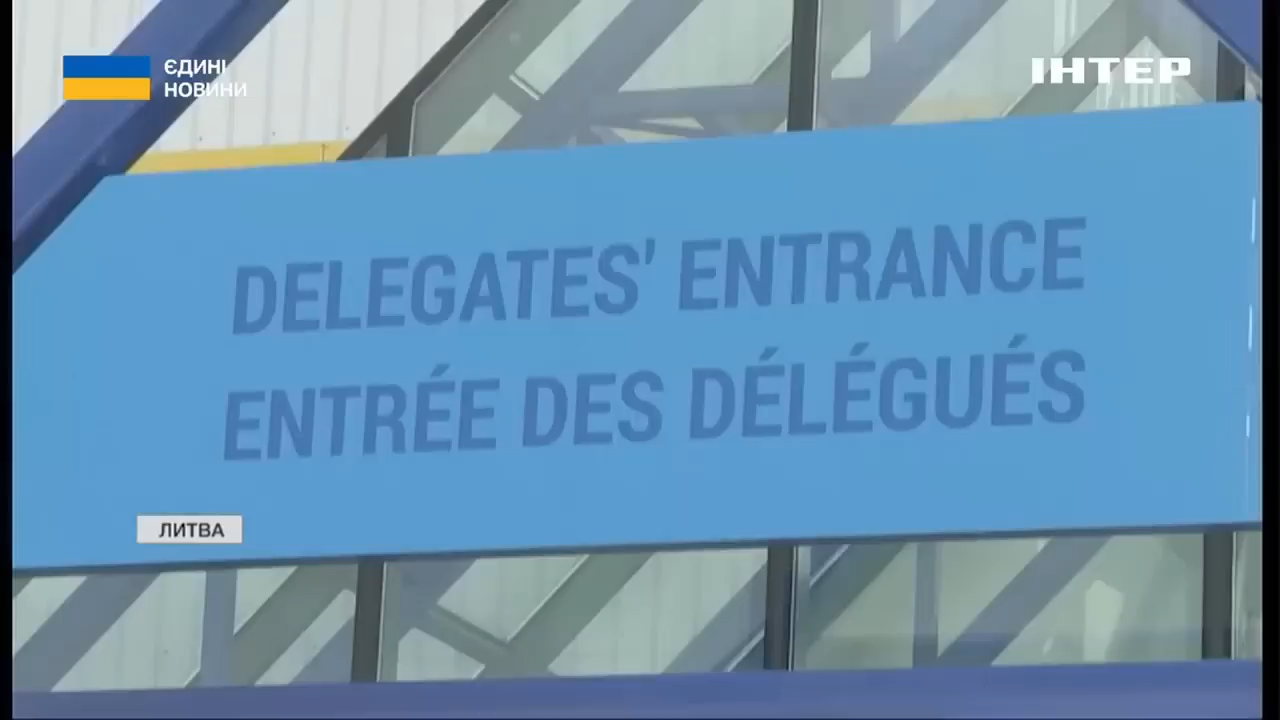 ЄДИНІ
НОВИНИ
ІНТЕР
DELEGATES' ENTRANCE
ENTRÉE DES DÉLÉGUÉS
ЛИТВА